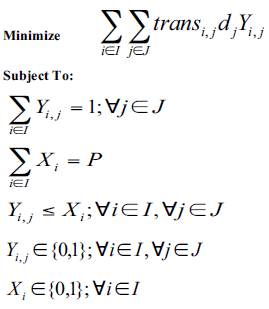 Minimize ∑_{i∈I} ∑_{j∈J} trans_{i,j} d_j Y_{i,j}
Subject To:
∑_{i∈I} Y_{i,j} = 1; ∀j∈J
∑_{i∈I} X_i = P
Y_{i,j} ≤ X_i; ∀i∈I, ∀j∈J
Y_{i,j} ∈ {0,1}; ∀i∈I, ∀j∈J
X_i ∈ {0,1}; ∀i∈I